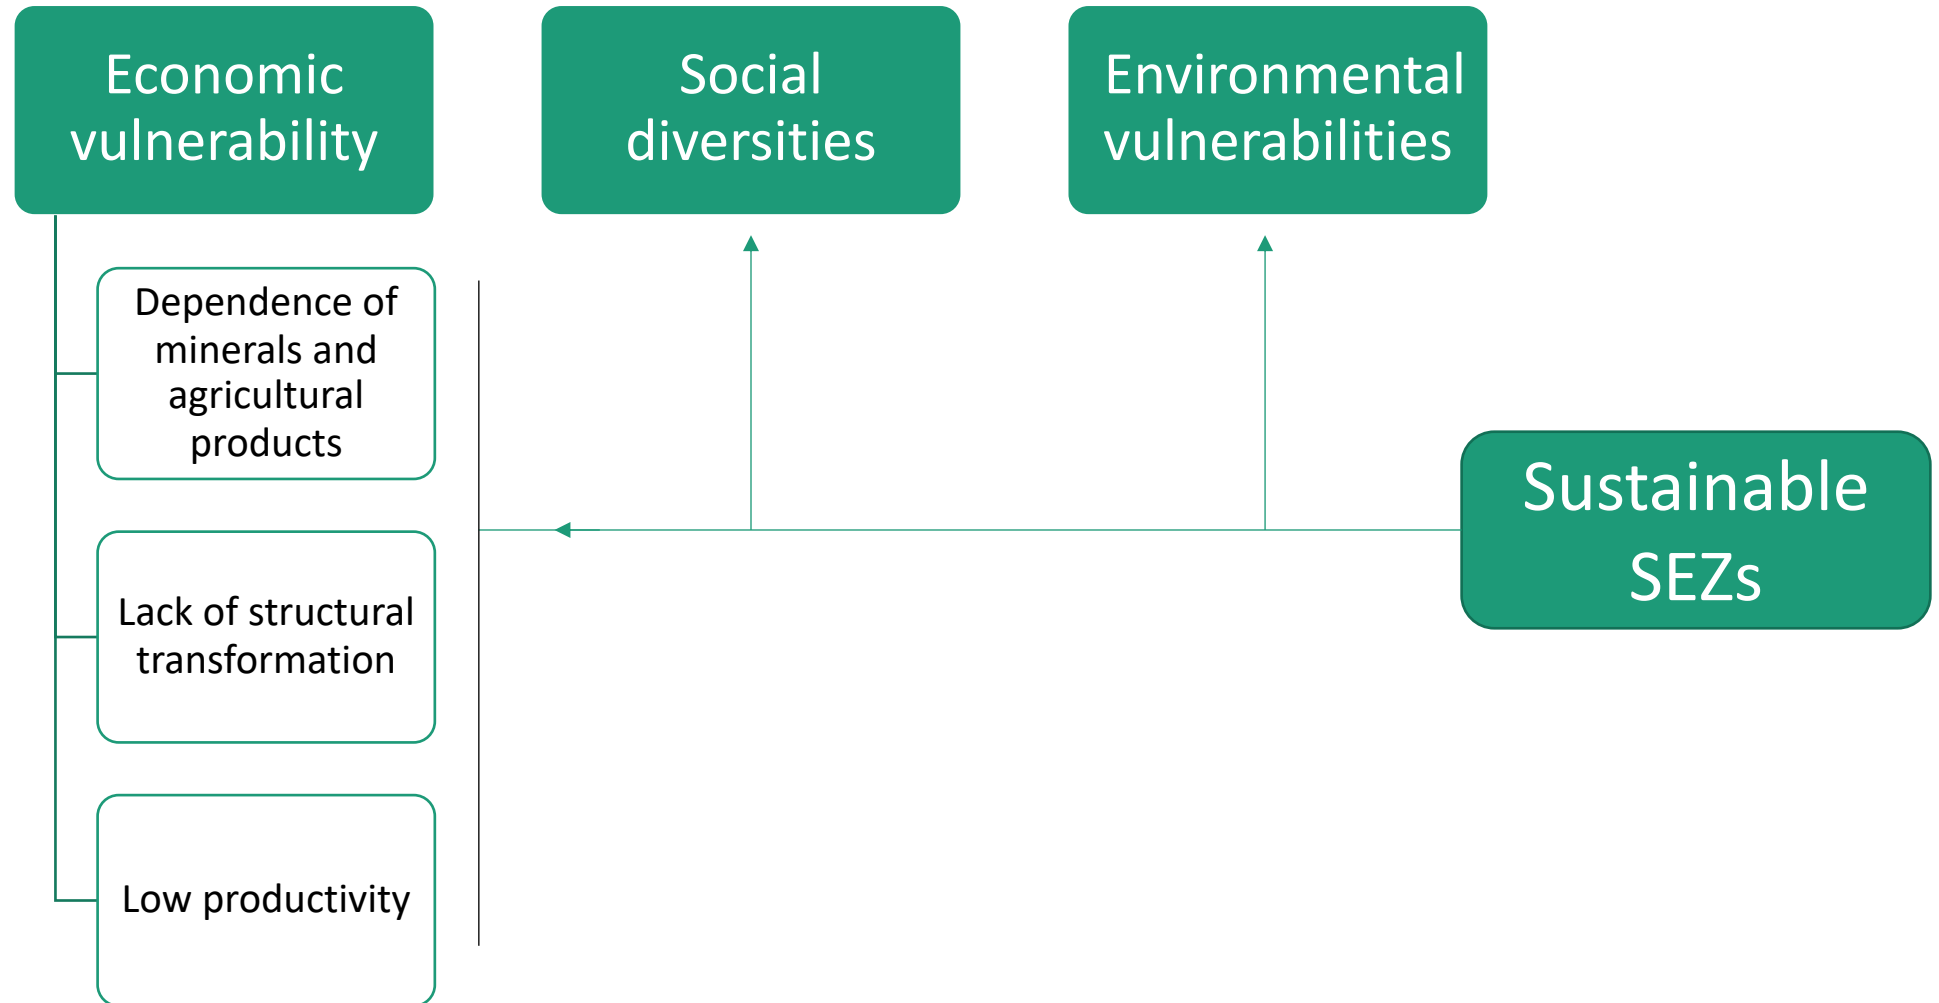 Economic
vulnerability
Social
diversities
Environmental
vulnerabilities
Dependence of
minerals and
agricultural
products
Lack of structural
transformation
Low productivity
Sustainable
SEZs